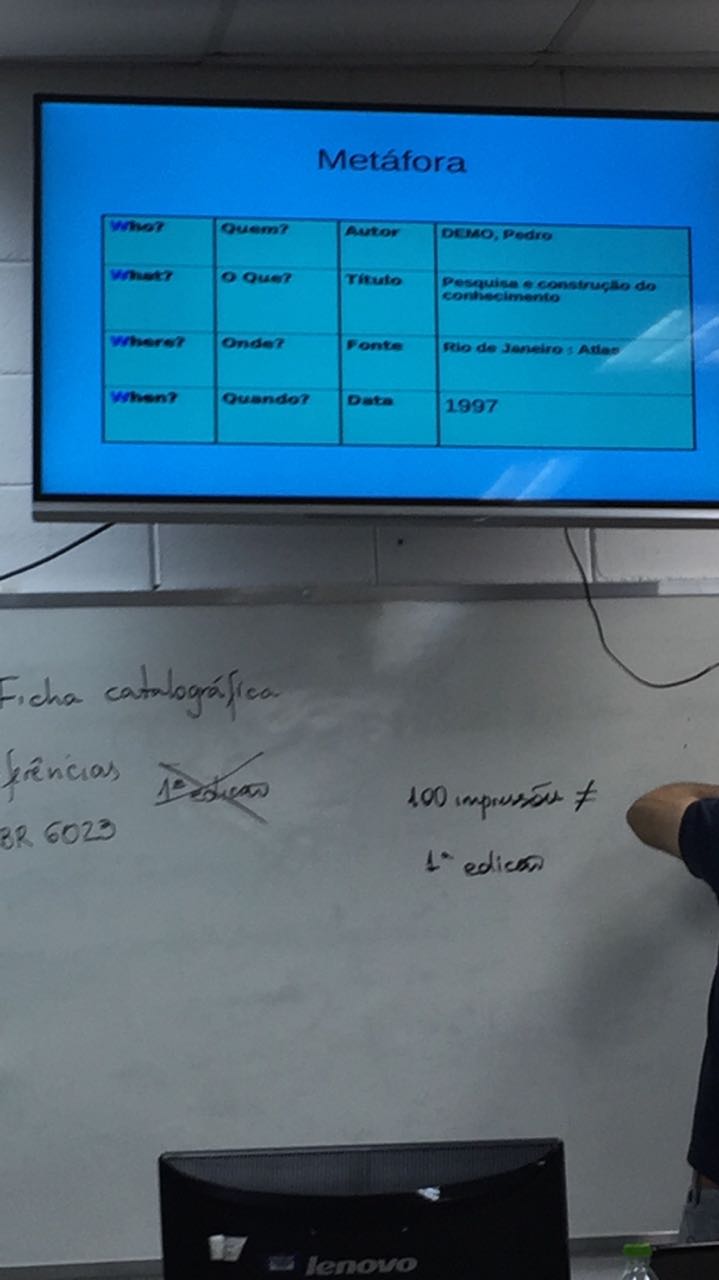 Metáfora
Who? Quem? Autor DEMO, Pedro
What? O Que? Título Pesquisa e construção do
conhecimento
Where? Onde? Fonte Rio de Janeiro : Atlas
When? Quando? Data 1997
Ficha catalográfica
ferências 1ª edição
BR 6023
100 impressões ≠
1ª edição
lenovo